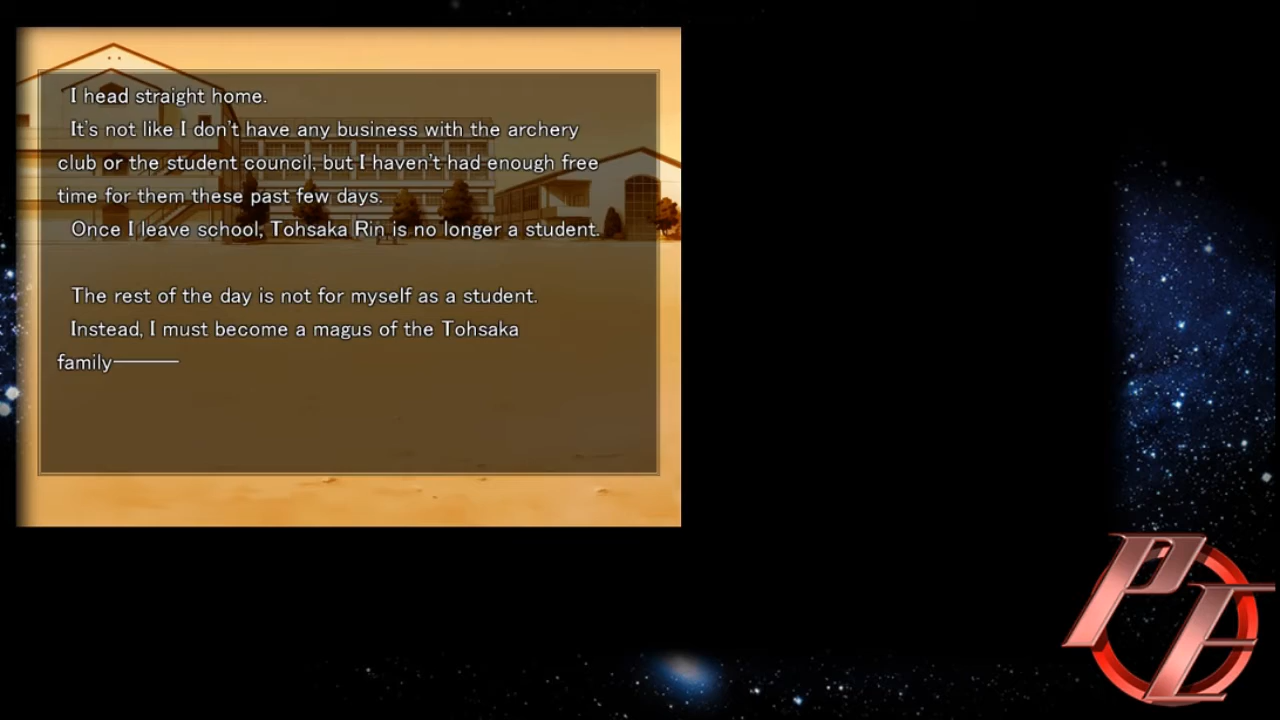 I head straight home.
It's not like I don't have any business with the archery
club or the student council, but I haven't had enough free
time for them these past few days.
Once I leave school, Tohsaka Rin is no longer a student.
The rest of the day is not for myself as a student.
Instead, I must become a magus of the Tohsaka
family———
PE